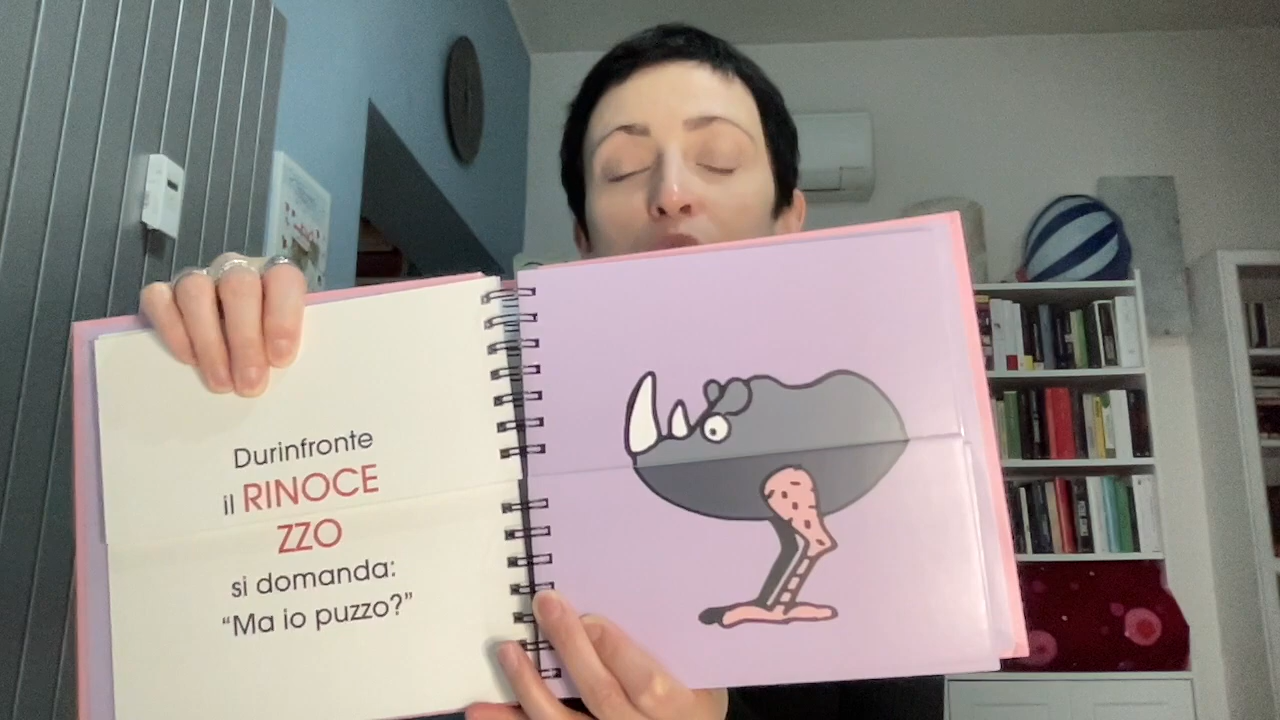 Durinfronte
il RINOCE
ZZO
si domanda:
“Ma io puzzo?”